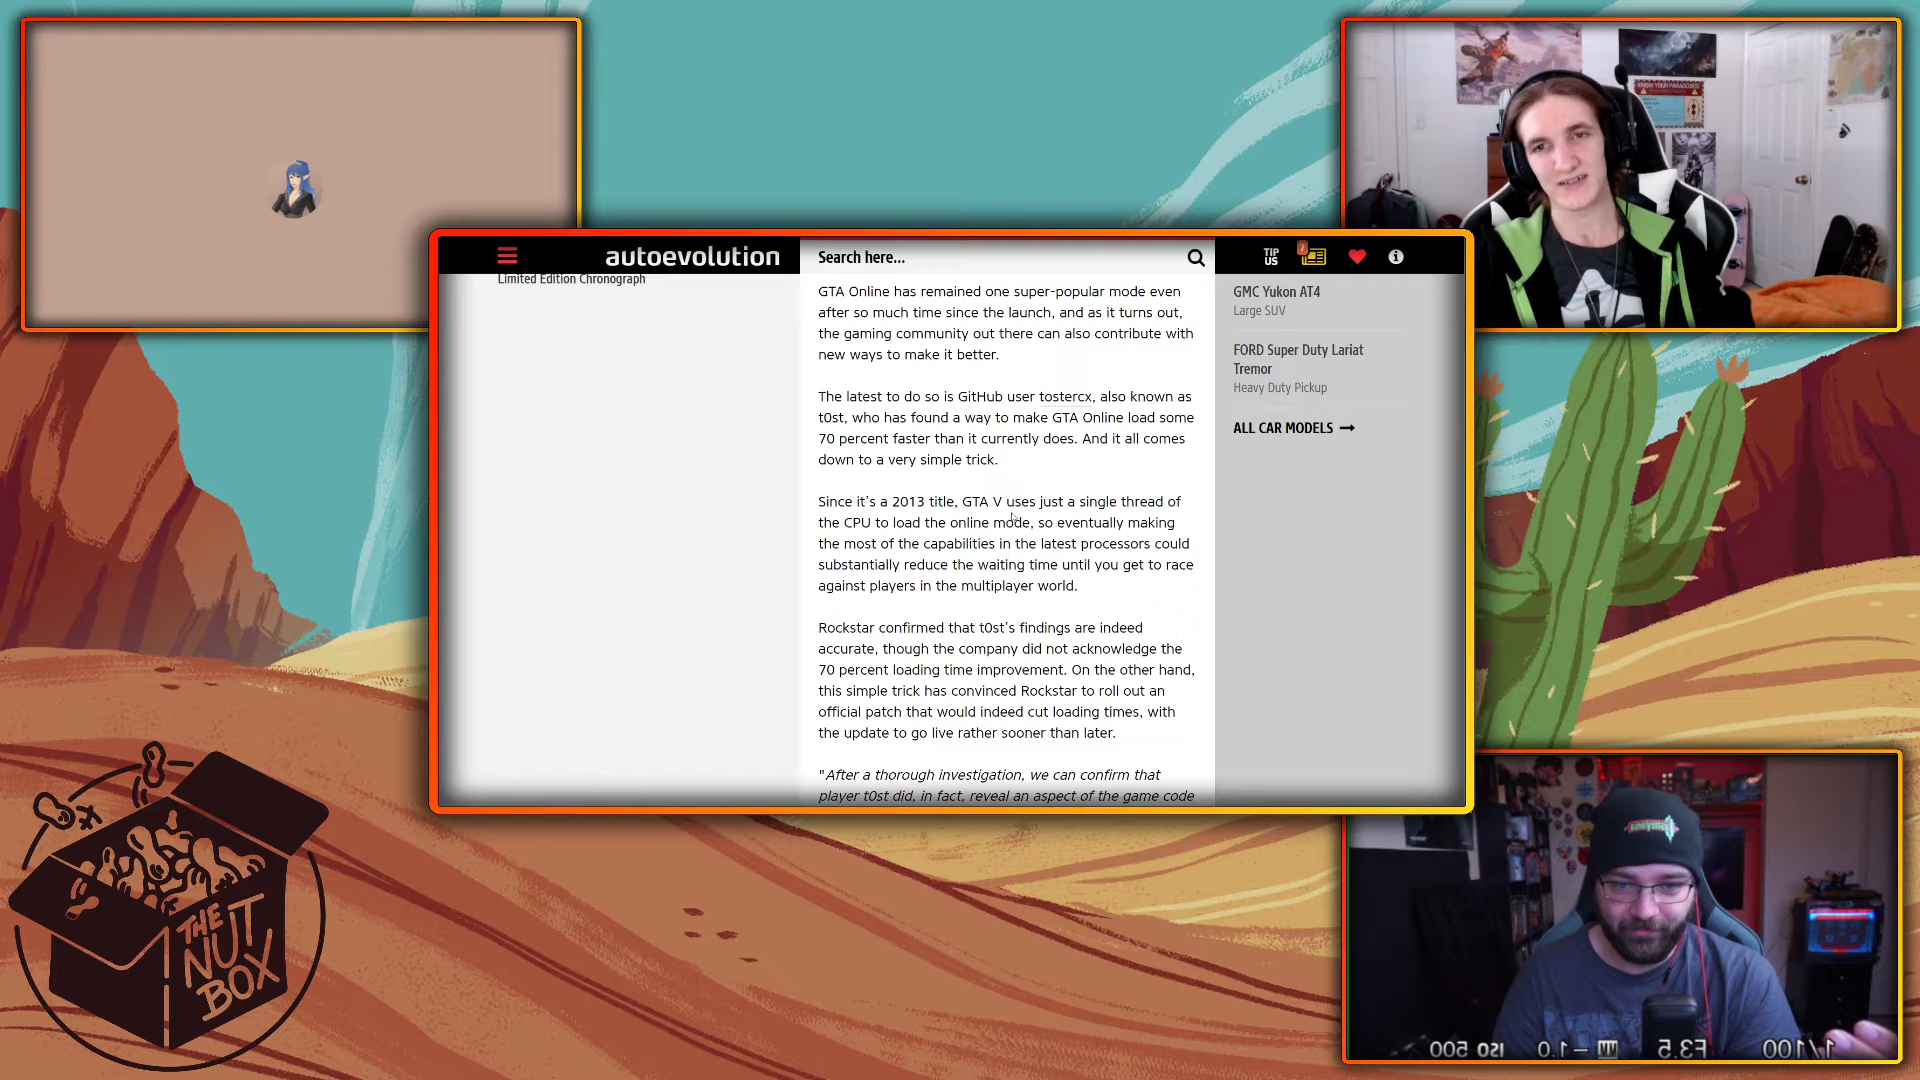 autoevolution
Search here...
TIP
US
Limited Edition Chronograph
GTA Online has remained one super-popular mode even
after so much time since the launch, and as it turns out,
the gaming community out there can also contribute with
new ways to make it better.
The latest to do so is GitHub user tostercx, also known as
t0st, who has found a way to make GTA Online load some
70 percent faster than it currently does. And it all comes
down to a very simple trick.
Since it's a 2013 title, GTA V uses just a single thread of
the CPU to load the online mode, so eventually making
the most of the capabilities in the latest processors could
substantially reduce the waiting time until you get to race
against players in the multiplayer world.
Rockstar confirmed that t0st's findings are indeed
accurate, though the company did not acknowledge the
70 percent loading time improvement. On the other hand,
this simple trick has convinced Rockstar to roll out an
official patch that would indeed cut loading times, with
the update to go live rather sooner than later.
"After a thorough investigation, we can confirm that
player t0st did, in fact, reveal an aspect of the game code
GMC Yukon AT4
Large SUV
FORD Super Duty Lariat
Tremor
Heavy Duty Pickup
ALL CAR MODELS
KNOW YOUR PARADOXES!
THE
NUT
BOX
1/100 F3.5 -1.0 ISO 500